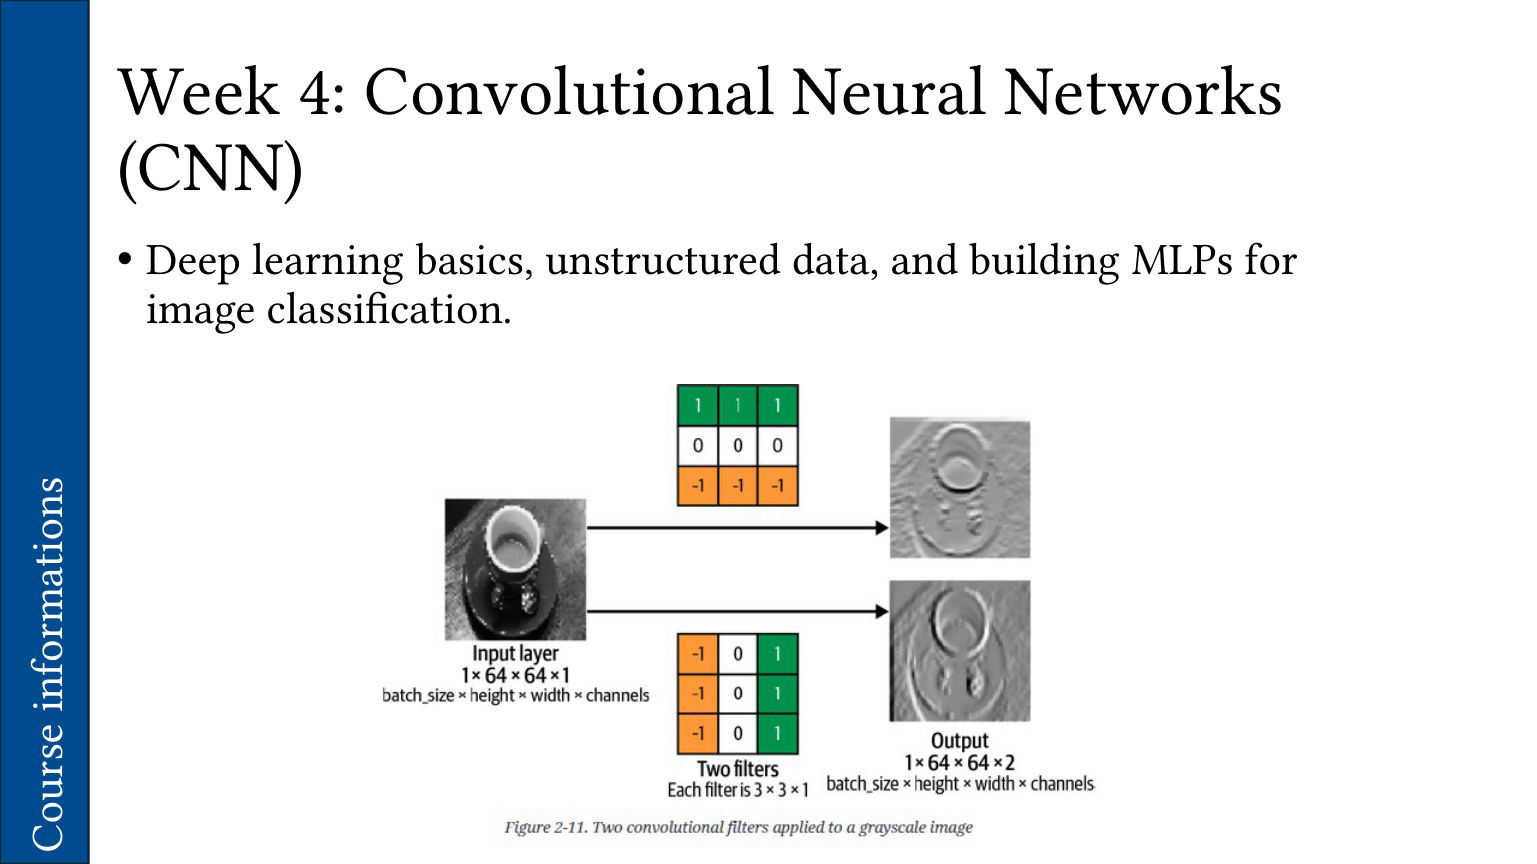 Week 4: Convolutional Neural Networks
(CNN)
• Deep learning basics, unstructured data, and building MLPs for
image classification.
1 1 1
0 0 0
-1 -1 -1
Input layer
1 × 64 × 64 × 1
batch_size × height × width × channels
-1 0 1
-1 0 1
-1 0 1
Two filters
Each filter is 3 × 3 × 1
Output
1 × 64 × 64 × 2
batch_size × height × width × channels
Figure 2-11. Two convolutional filters applied to a grayscale image
Course informations